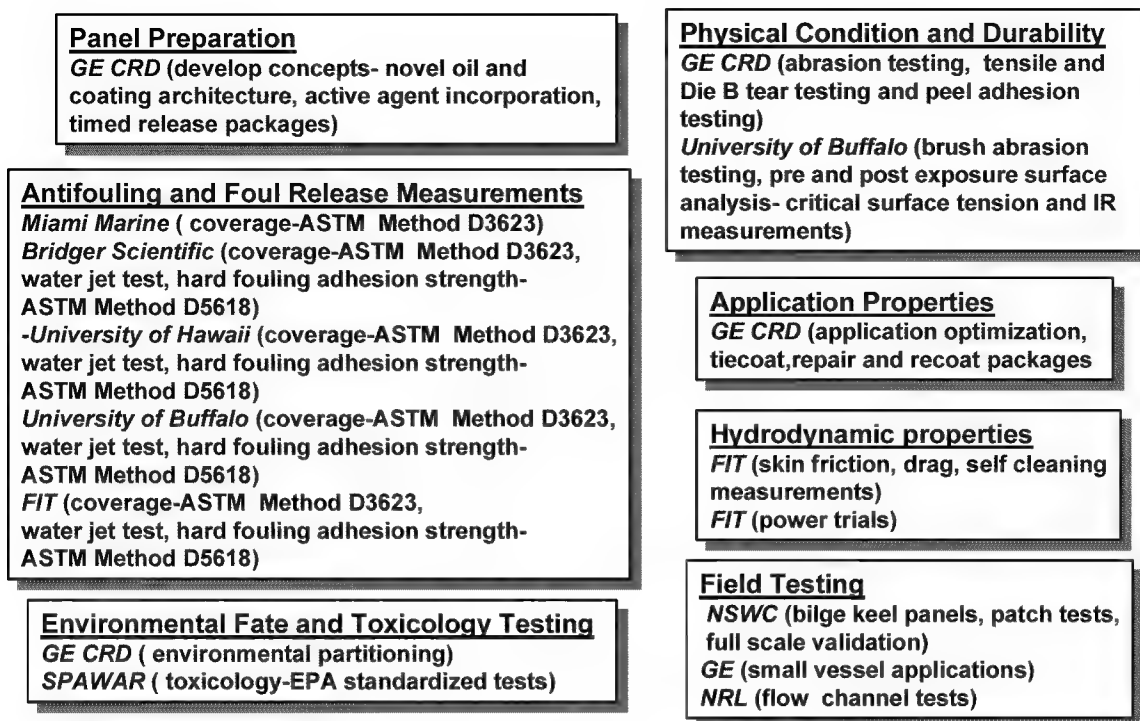 Panel Preparation
GE CRD (develop concepts- novel oil and
coating architecture, active agent incorporation,
timed release packages)
Antifouling and Foul Release Measurements
Miami Marine ( coverage-ASTM Method D3623)
Bridger Scientific (coverage-ASTM Method D3623,
water jet test, hard fouling adhesion strength-
ASTM Method D5618)
-University of Hawaii (coverage-ASTM Method D3623,
water jet test, hard fouling adhesion strength-
ASTM Method D5618)
University of Buffalo (coverage-ASTM Method D3623,
water jet test, hard fouling adhesion strength-
ASTM Method D5618)
FIT (coverage-ASTM Method D3623,
water jet test, hard fouling adhesion strength-
ASTM Method D5618)
Environmental Fate and Toxicology Testing
GE CRD ( environmental partitioning)
SPAWAR ( toxicology-EPA standardized tests)
Physical Condition and Durability
GE CRD (abrasion testing, tensile and
Die B tear testing and peel adhesion
testing)
University of Buffalo (brush abrasion
testing, pre and post exposure surface
analysis- critical surface tension and IR
measurements)
Application Properties
GE CRD (application optimization,
tiecoat,repair and recoat packages
Hydrodynamic properties
FIT (skin friction, drag, self cleaning
measurements)
FIT (power trials)
Field Testing
NSWC (bilge keel panels, patch tests,
full scale validation)
GE (small vessel applications)
NRL (flow channel tests)